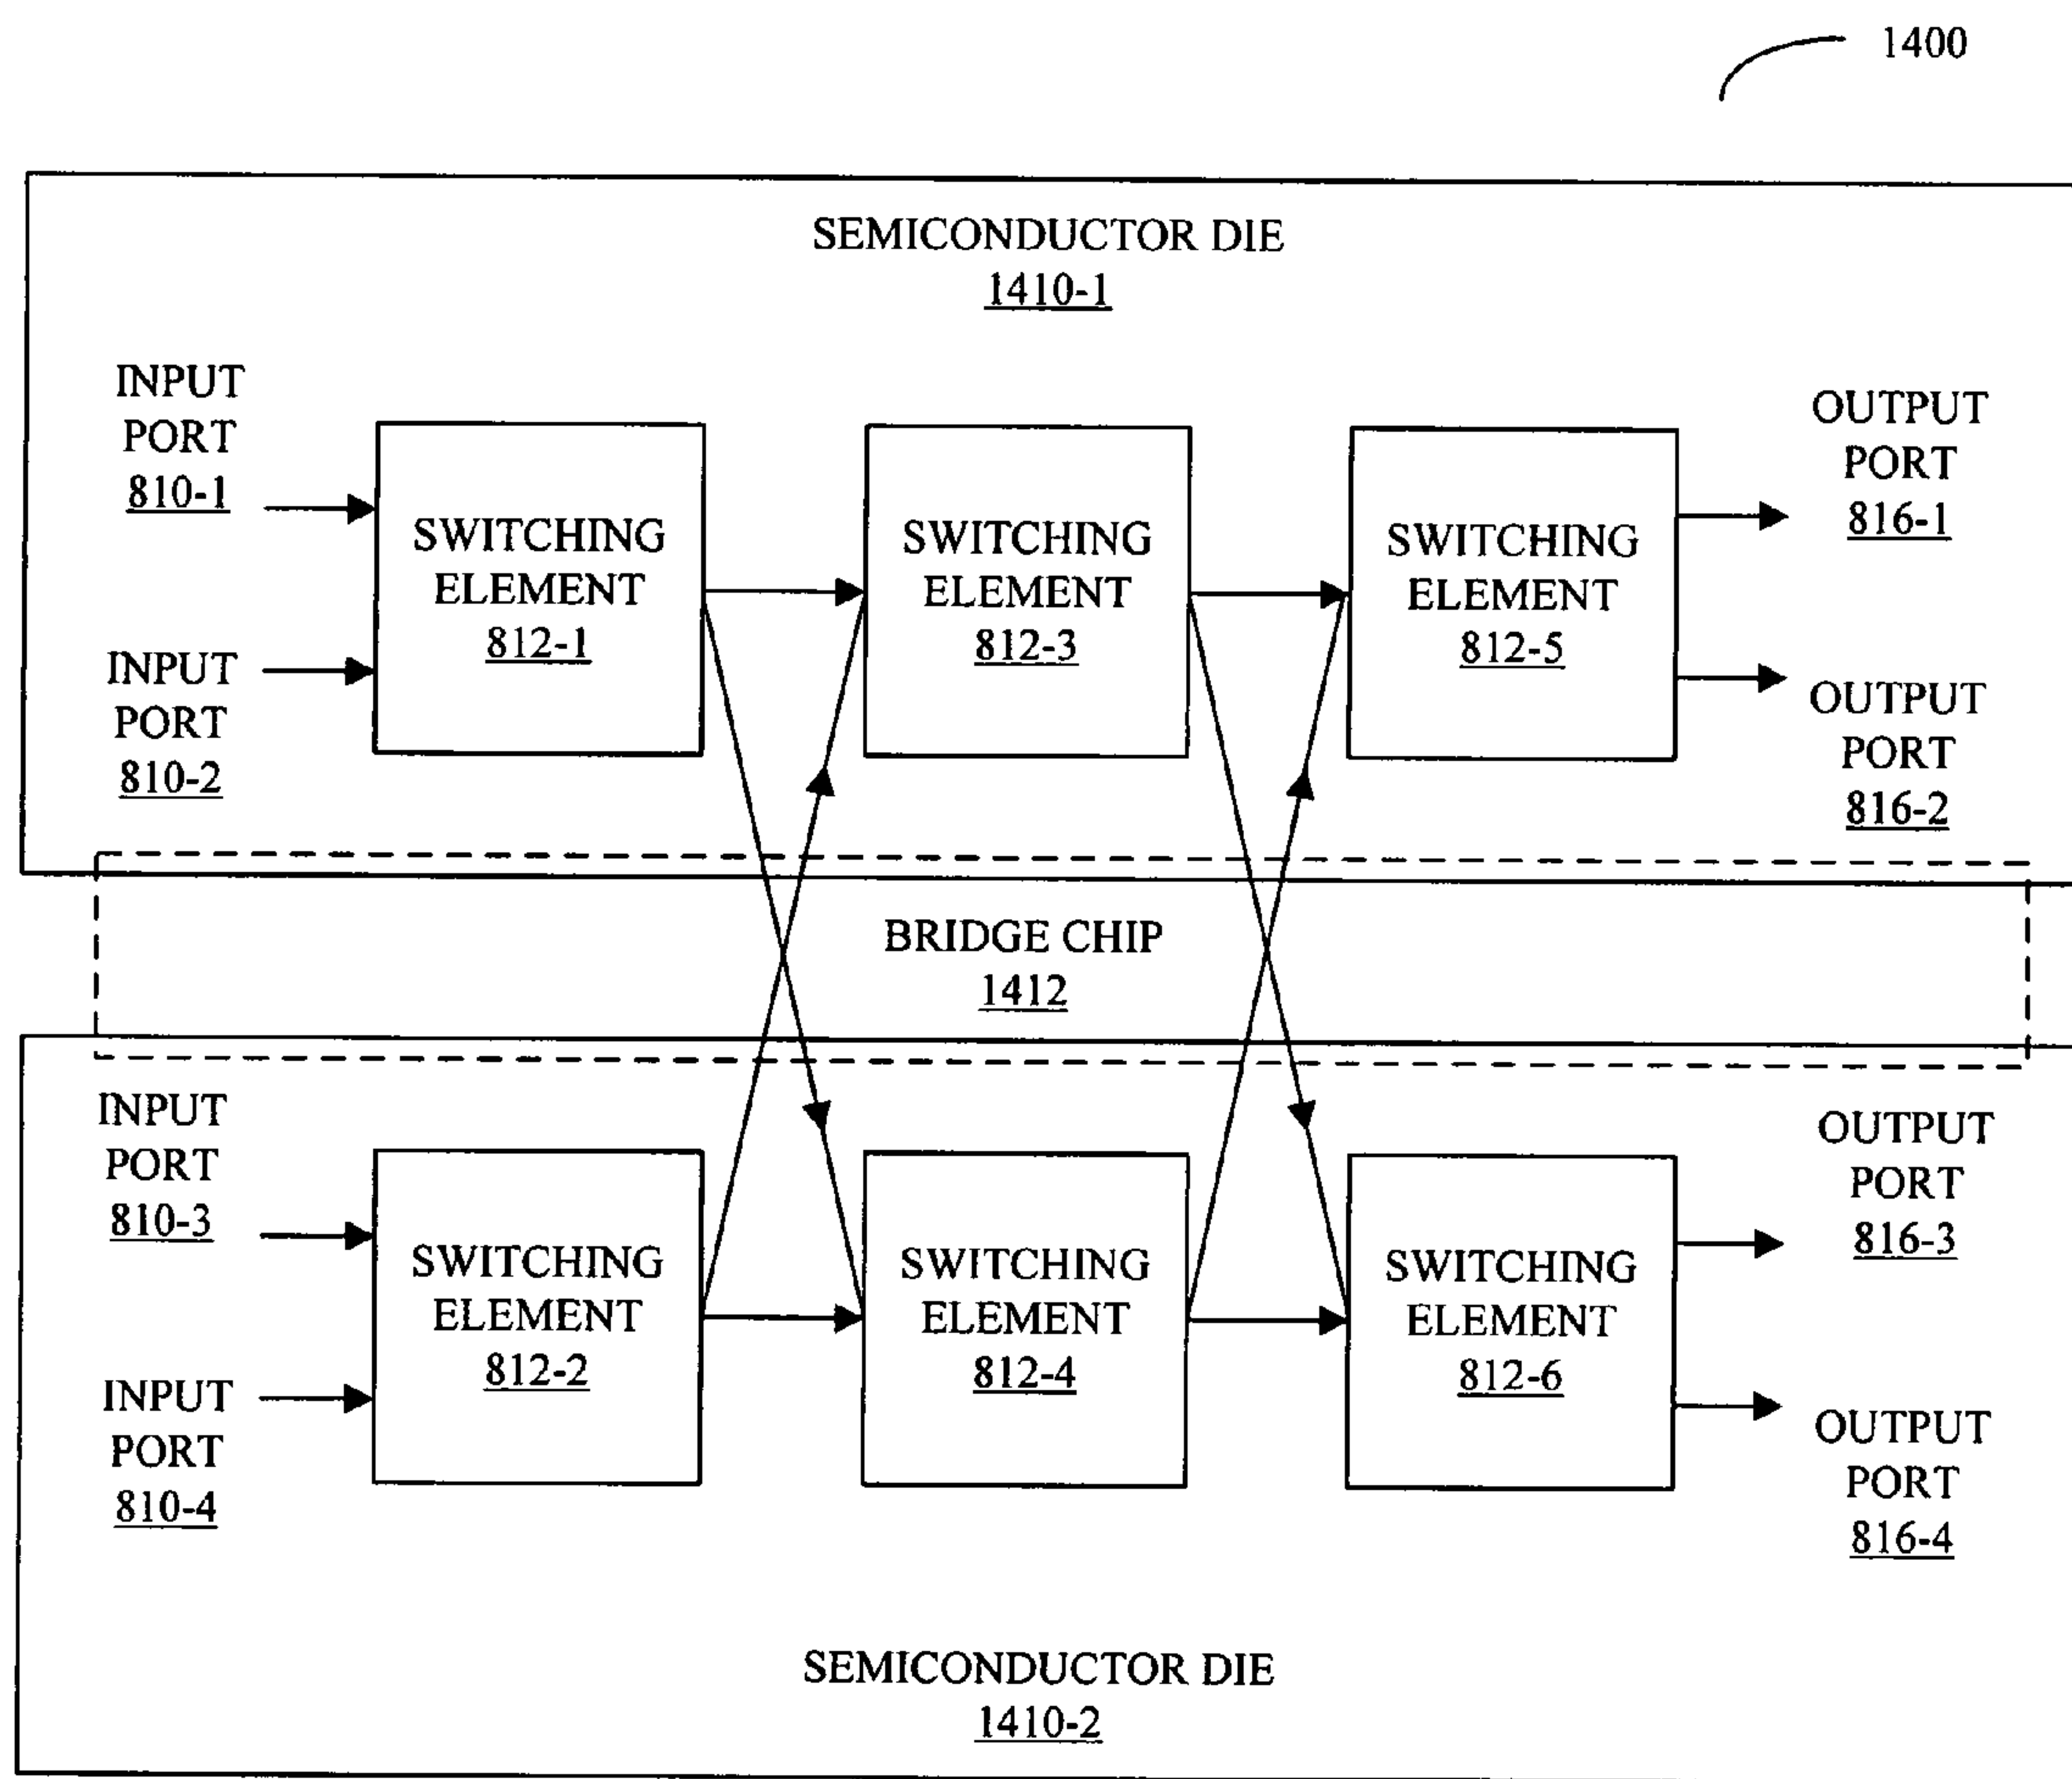 1400
SEMICONDUCTOR DIE
1410-1
INPUT
PORT
810-1
INPUT
PORT
810-2
SWITCHING
ELEMENT
812-1
SWITCHING
ELEMENT
812-3
SWITCHING
ELEMENT
812-5
OUTPUT
PORT
816-1
OUTPUT
PORT
816-2
BRIDGE CHIP
1412
INPUT
PORT
810-3
INPUT
PORT
810-4
SWITCHING
ELEMENT
812-2
SWITCHING
ELEMENT
812-4
SWITCHING
ELEMENT
812-6
OUTPUT
PORT
816-3
OUTPUT
PORT
816-4
SEMICONDUCTOR DIE
1410-2